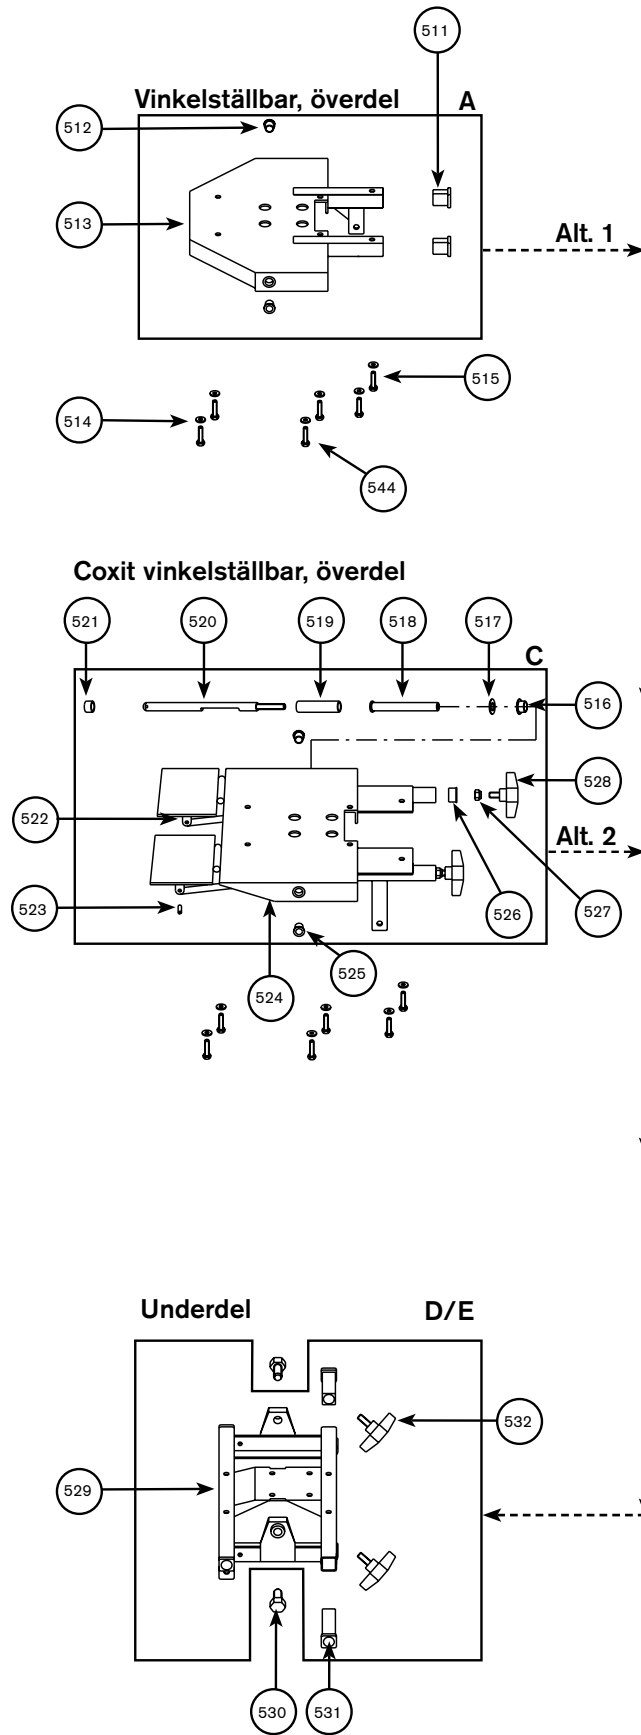 511
Vinkelställbar, överdel A
512
513
Alt. 1
515
514
544
Coxit vinkelställbar, överdel
521 520 519 518 517
C
516
528
522
Alt. 2
523
526 527
525
524
Underdel D/E
532
529
530 531